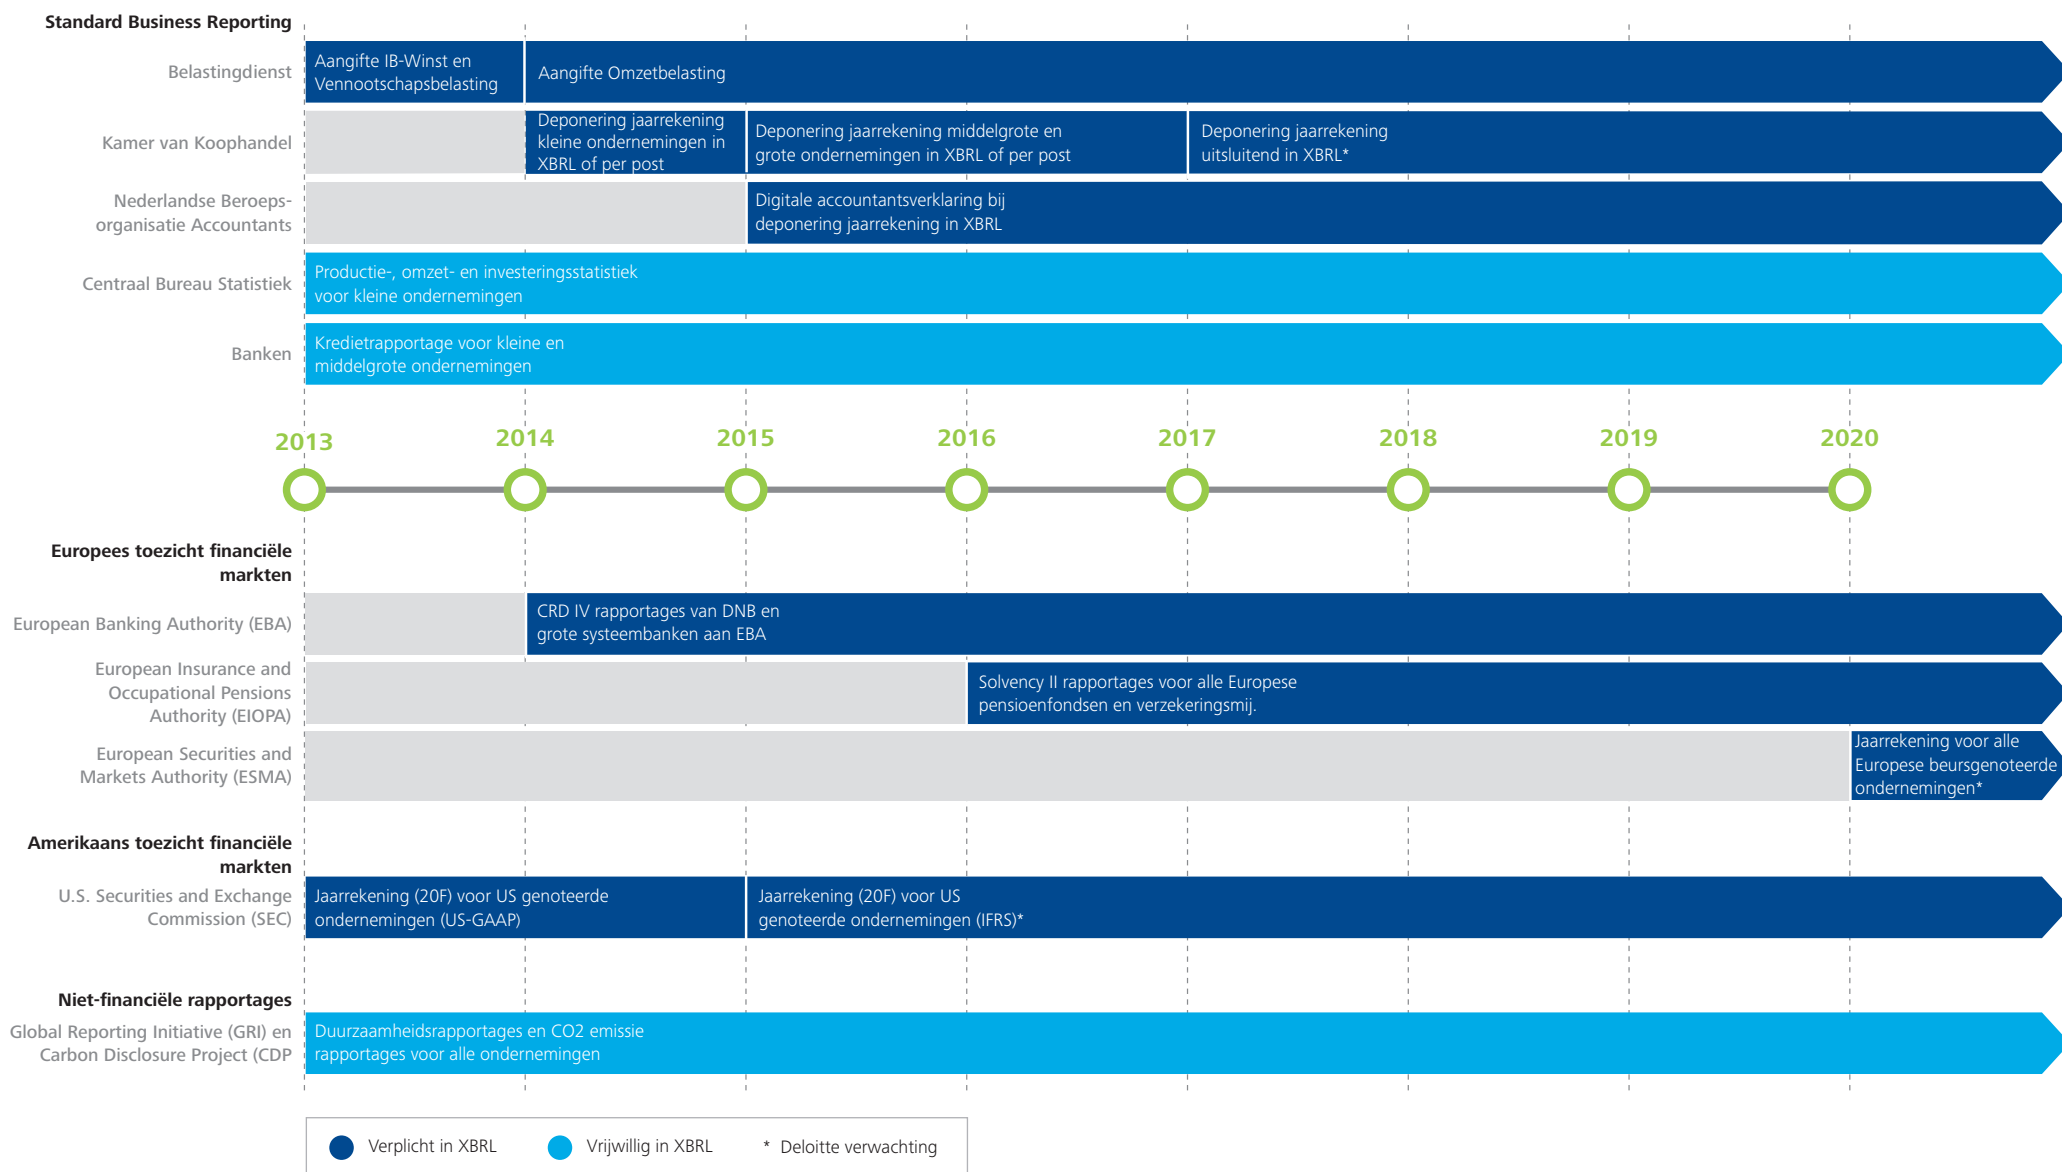 Standard Business Reporting
Belastingdienst
Aangifte IB-Winst en
Vennootschapsbelasting
Aangifte Omzetbelasting
Kamer van Koophandel
Deponering jaarrekening
kleine ondernemingen in
XBRL of per post
Deponering jaarrekening middelgrote en
grote ondernemingen in XBRL of per post
Deponering jaarrekening
uitsluitend in XBRL*
Nederlandse Beroeps-
organisatie Accountants
Digitale accountantsverklaring bij
deponering jaarrekening in XBRL
Centraal Bureau Statistiek
Productie-, omzet- en investeringsstatistiek
voor kleine ondernemingen
Banken
Kredietrapportage voor kleine en
middelgrote ondernemingen
2013 2014 2015 2016 2017 2018 2019 2020
Europees toezicht financiële
markten
European Banking Authority (EBA)
CRD IV rapportages van DNB en
grote systeembanken aan EBA
European Insurance and
Occupational Pensions
Authority (EIOPA)
Solvency II rapportages voor alle Europese
pensioenfondsen en verzekeringsmij.
European Securities and
Markets Authority (ESMA)
Jaarrekening voor alle
Europese beursgenoteerde
ondernemingen*
Amerikaans toezicht financiële
markten
U.S. Securities and Exchange
Commission (SEC)
Jaarrekening (20F) voor US genoteerde
ondernemingen (US-GAAP)
Jaarrekening (20F) voor US
genoteerde ondernemingen (IFRS)*
Niet-financiële rapportages
Global Reporting Initiative (GRI) en
Carbon Disclosure Project (CDP
Duurzaamheidsrapportages en CO2 emissie
rapportages voor alle ondernemingen
Verplicht in XBRL
Vrijwillig in XBRL
* Deloitte verwachting